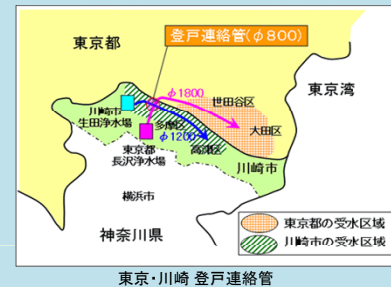 東京都
登戸連絡管(φ800)
φ1800
世田谷区
東京湾
川崎市
生田浄水場
多摩区
大田区
φ1200
高津区
東京都
長沢浄水場
川崎市
横浜市
神奈川県
東京都の受水区域
川崎市の受水区域
東京・川崎 登戸連絡管